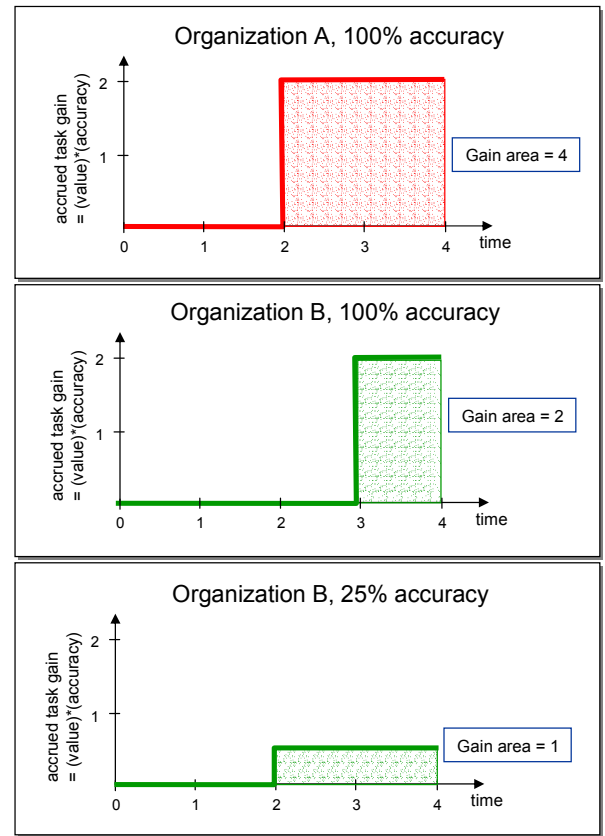 Organization A, 100% accuracy
accrued task gain
= (value)*(accuracy)
2
1
Gain area = 4
0 1 2 3 4
time
Organization B, 100% accuracy
accrued task gain
= (value)*(accuracy)
2
1
Gain area = 2
0 1 2 3 4
time
Organization B, 25% accuracy
accrued task gain
= (value)*(accuracy)
2
1
Gain area = 1
0 1 2 3 4
time